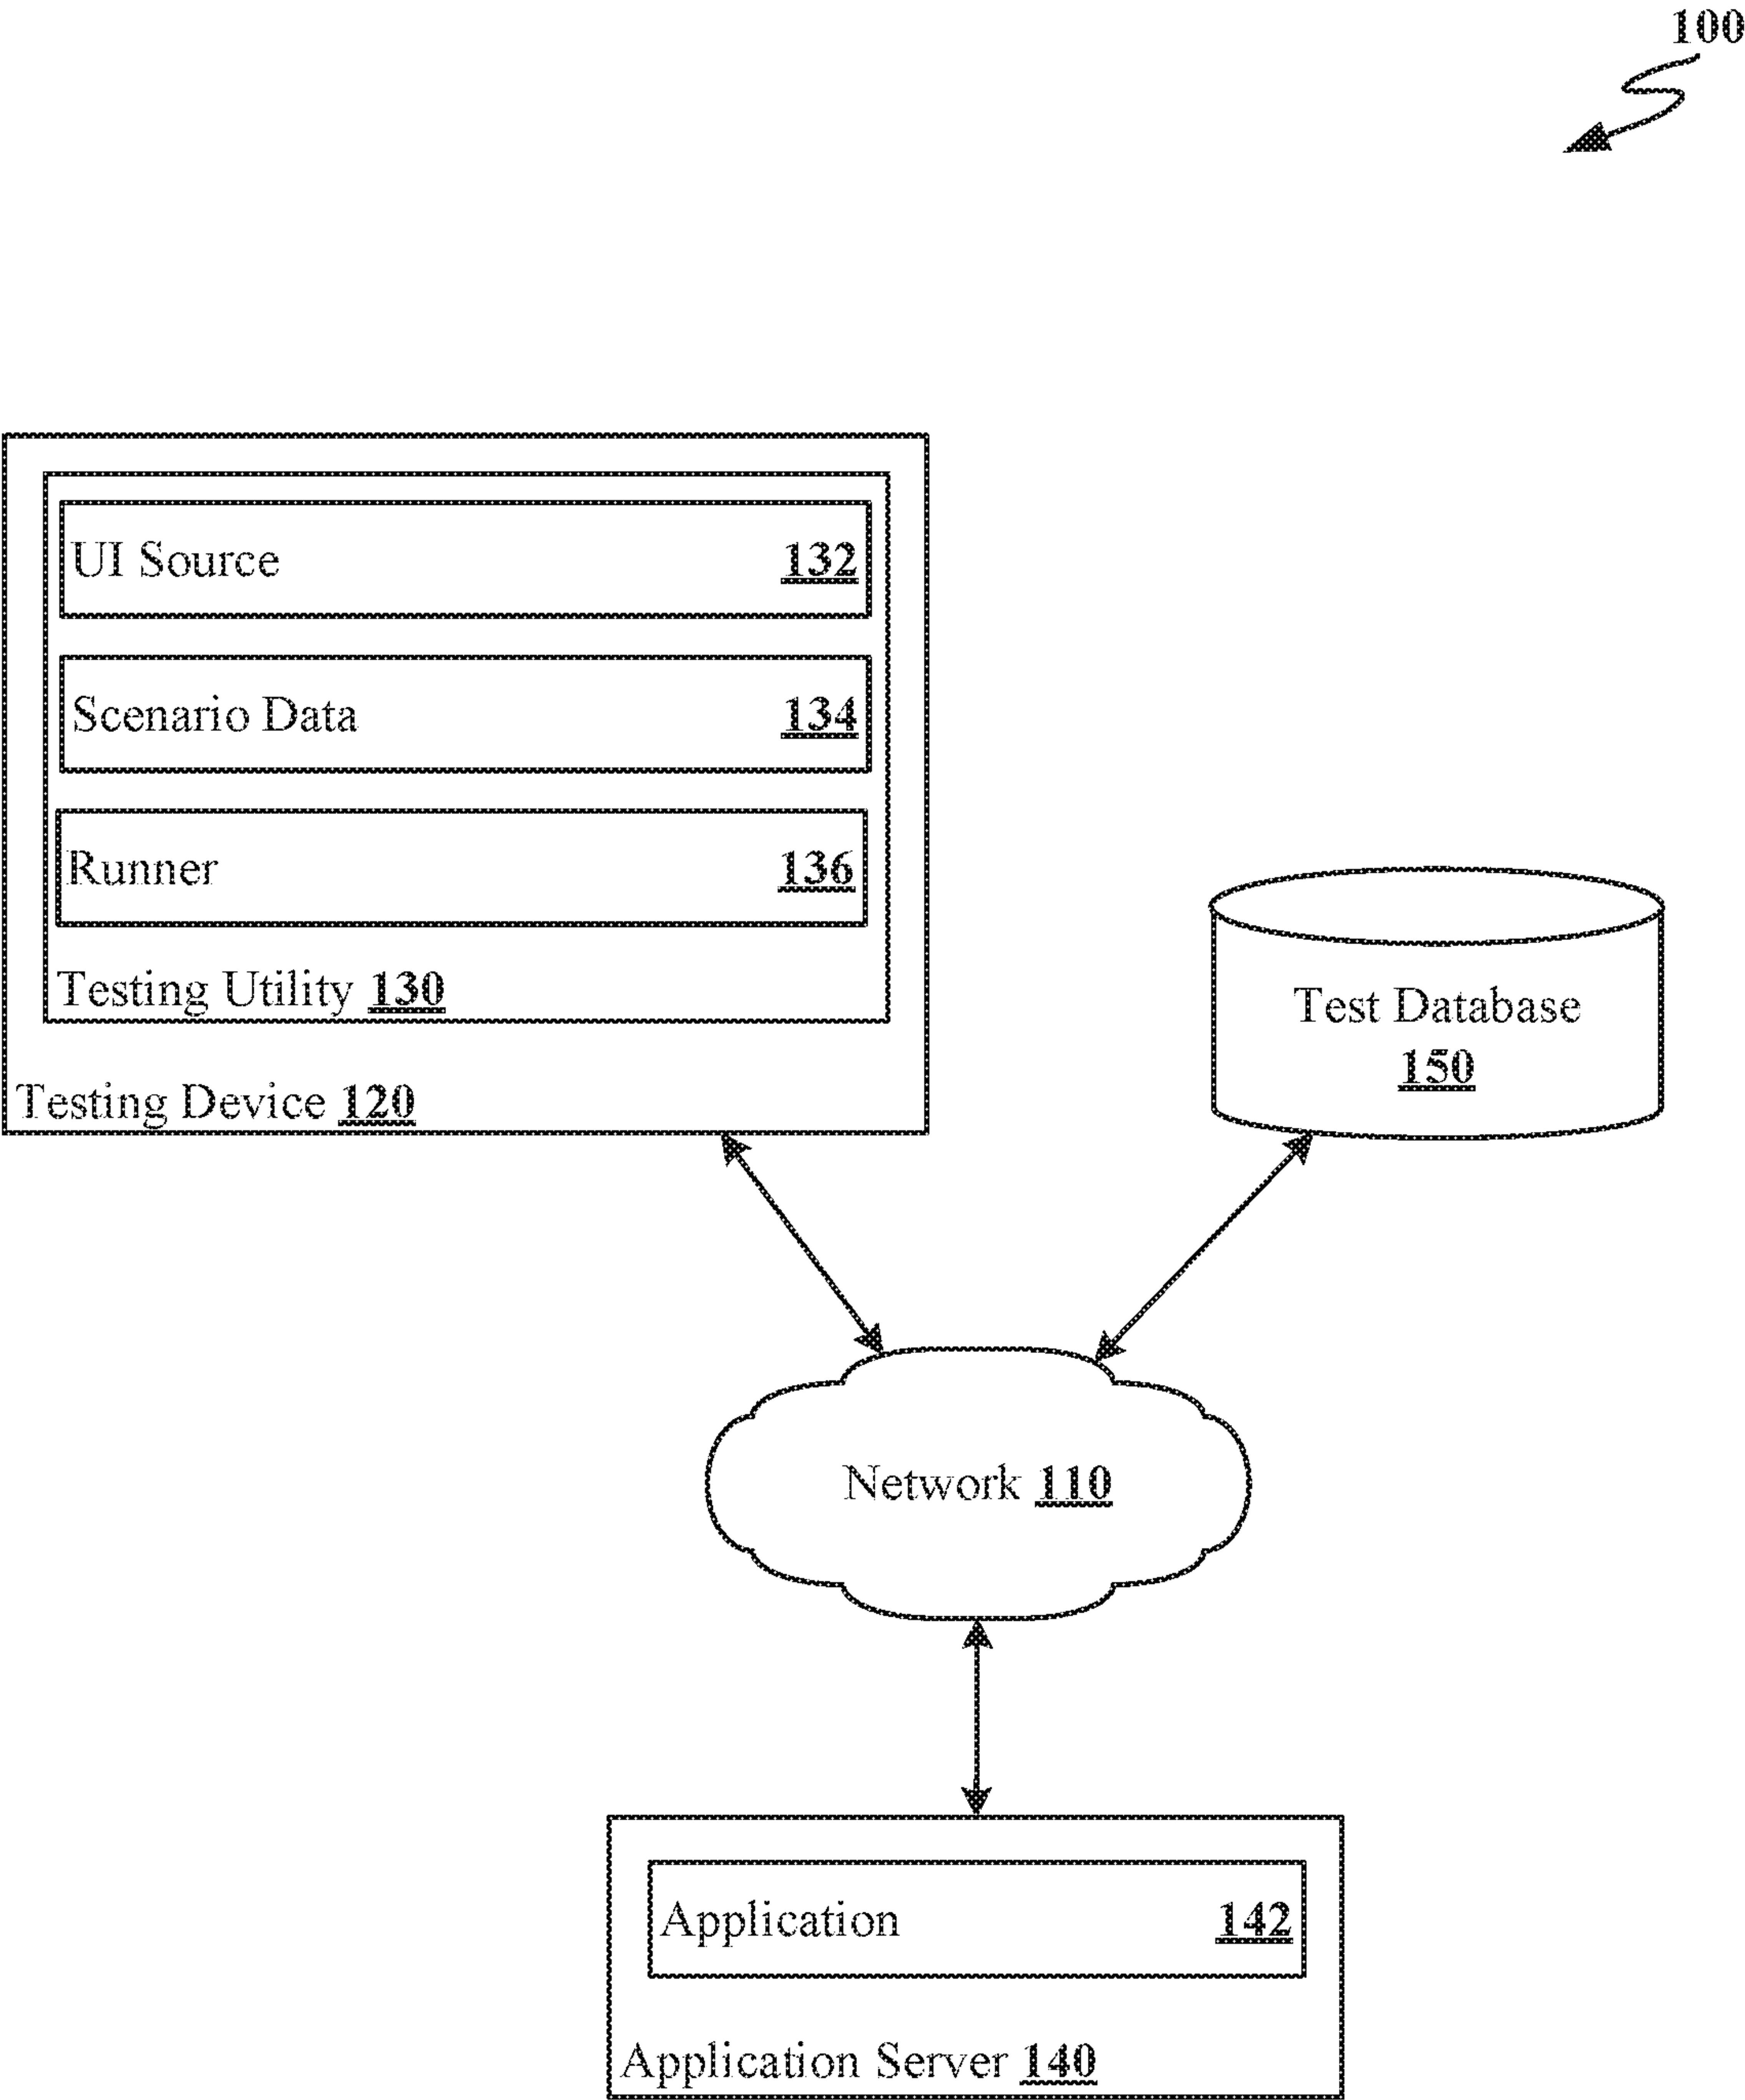 100
UI Source 132
Scenario Data 134
Runner 136
Testing Utility 130
Testing Device 120
Test Database
150
Network 110
Application 142
Application Server 140